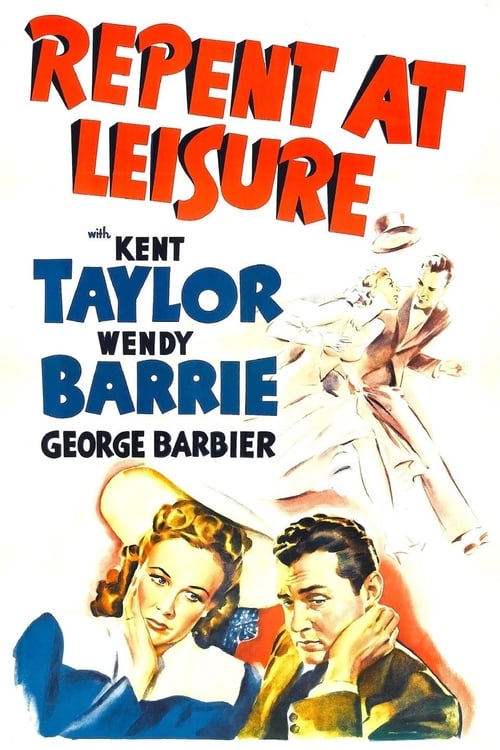 REPENT AT
LEISURE
with KENT
TAYLOR
WENDY
BARRIE
GEORGE BARBIER